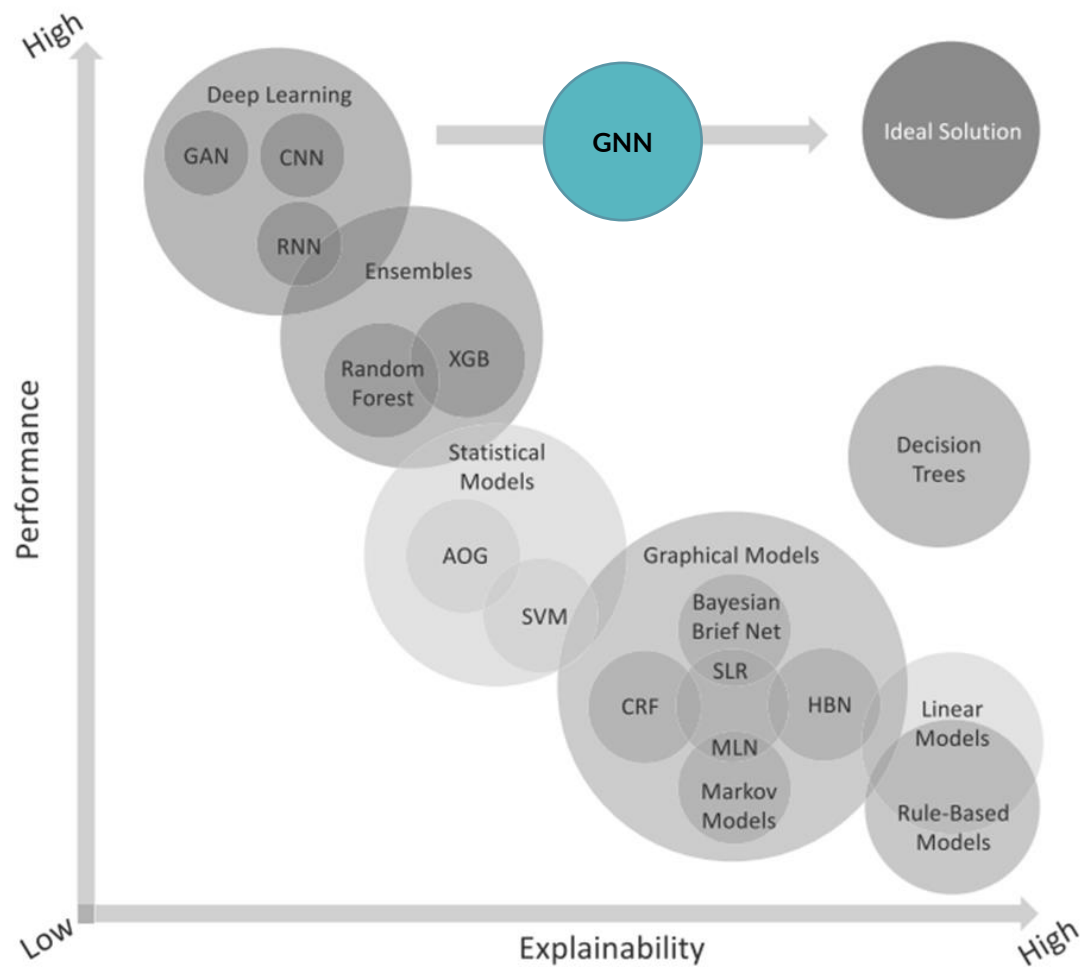 High
Deep Learning
GAN
CNN
GNN
Ideal Solution
RNN
Ensembles
XGB
Random
Forest
Performance
Statistical
Models
Decision
Trees
AOG
SVM
Graphical Models
Bayesian
Brief Net
SLR
CRF
HBN
MLN
Markov
Models
Linear
Models
Rule-Based
Models
Low
Explainability
High